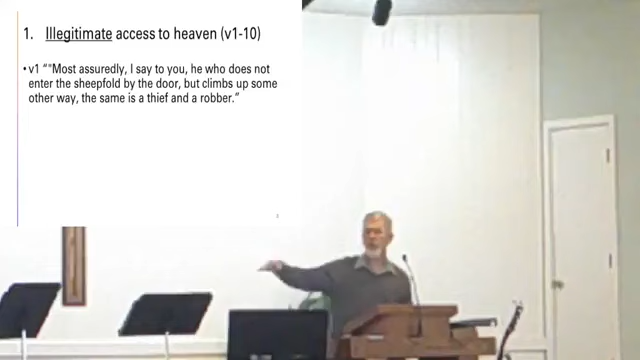 1. Illegitimate access to heaven (v1-10)
• v1 “"Most assuredly, I say to you, he who does not
enter the sheepfold by the door, but climbs up some
other way, the same is a thief and a robber.”